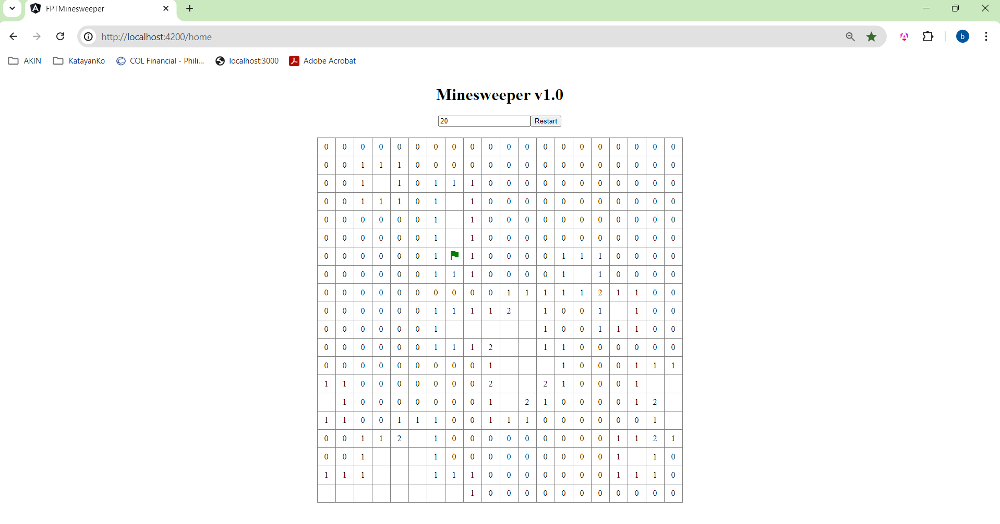 FPTMinesweeper
http://localhost:4200/home
b
AKIN KatayanKo COL Financial - Phili... localhost:3000 Adobe Acrobat
Minesweeper v1.0
20 Restart
0 0 0 0 0 0 0 0 0 0 0 0 0 0 0 0 0 0 0 0
0 0 1 1 1 0 0 0 0 0 0 0 0 0 0 0 0 0 0 0
0 0 1 1 0 1 1 1 0 0 0 0 0 0 0 0 0 0 0
0 0 1 1 1 0 1 1 0 0 0 0 0 0 0 0 0 0 0
0 0 0 0 0 0 1 1 0 0 0 0 0 0 0 0 0 0 0
0 0 0 0 0 0 1 1 0 0 0 0 0 0 0 0 0 0 0
0 0 0 0 0 0 1 1 0 0 0 0 1 1 1 0 0 0 0
0 0 0 0 0 0 1 1 1 0 0 0 0 1 1 0 0 0 0
0 0 0 0 0 0 0 0 0 0 1 1 1 1 1 2 1 1 0 0
0 0 0 0 0 0 1 1 1 1 2 1 0 0 1 1 0 0
0 0 0 0 0 0 1 1 0 0 1 1 1 0 0
0 0 0 0 0 0 1 1 1 2 1 1 0 0 0 0 0 0
0 0 0 0 0 0 0 0 0 1 1 0 0 0 1 1 1
1 1 0 0 0 0 0 0 0 2 2 1 0 0 0 1
1 0 0 0 0 0 0 0 1 2 1 0 0 0 0 1 2
1 1 0 0 1 1 1 0 0 1 1 1 0 0 0 0 0 0 1
0 0 1 1 2 1 0 0 0 0 0 0 0 0 0 1 1 2 1
0 0 1 1 0 0 0 0 0 0 0 0 0 1 1 0
1 1 1 1 1 1 0 0 0 0 0 0 0 1 1 1 0
1 0 0 0 0 0 0 0 0 0 0 0